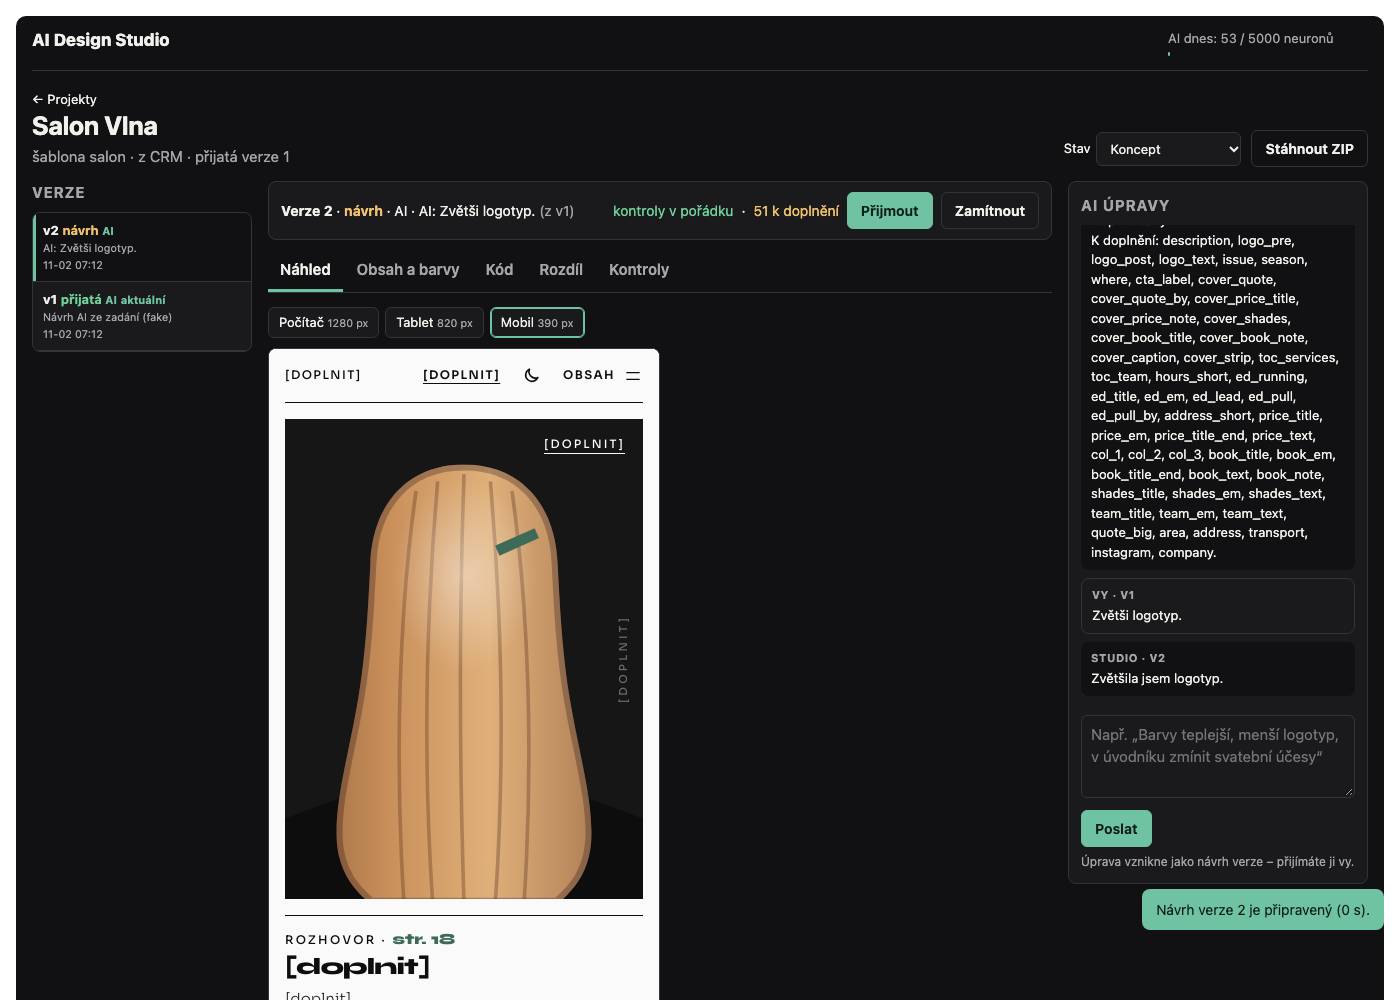 AI Design Studio
AI dnes: 53 / 5000 neuronů
← Projekty
Salon Vlna
šablona salon · z CRM · přijatá verze 1
Stav
Koncept
Stáhnout ZIP
VERZE
v2 návrh AI
AI: Zvětši logotyp.
11-02 07:12
v1 přijatá AI aktuální
Návrh AI ze zadání (fake)
11-02 07:12
Verze 2 · návrh · AI · AI: Zvětši logotyp. (z v1)
kontroly v pořádku · 51 k doplnění
Přijmout
Zamítnout
Náhled
Obsah a barvy
Kód
Rozdíl
Kontroly
Počítač 1280 px
Tablet 820 px
Mobil 390 px
[DOPLNIT]
[DOPLNIT]
OBSAH
[DOPLNIT]
[DOPLNIT]
ROZHOVOR · str. 18
[doplnit]
[doplnit]
AI ÚPRAVY
K doplnění: description, logo_pre,
logo_post, logo_text, issue, season,
where, cta_label, cover_quote,
cover_quote_by, cover_price_title,
cover_price_note, cover_shades,
cover_book_title, cover_book_note,
cover_caption, cover_strip, toc_services,
toc_team, hours_short, ed_running,
ed_title, ed_em, ed_lead, ed_pull,
ed_pull_by, address_short, price_title,
price_em, price_title_end, price_text,
col_1, col_2, col_3, book_title, book_em,
book_title_end, book_text, book_note,
shades_title, shades_em, shades_text,
team_title, team_em, team_text,
quote_big, area, address, transport,
instagram, company.
VY · V1
Zvětši logotyp.
STUDIO · V2
Zvětšila jsem logotyp.
Např. „Barvy teplejší, menší logotyp,
v úvodníku zmínit svatební účesy“
Poslat
Úprava vznikne jako návrh verze – přijímáte ji vy.
Návrh verze 2 je připravený (0 s).